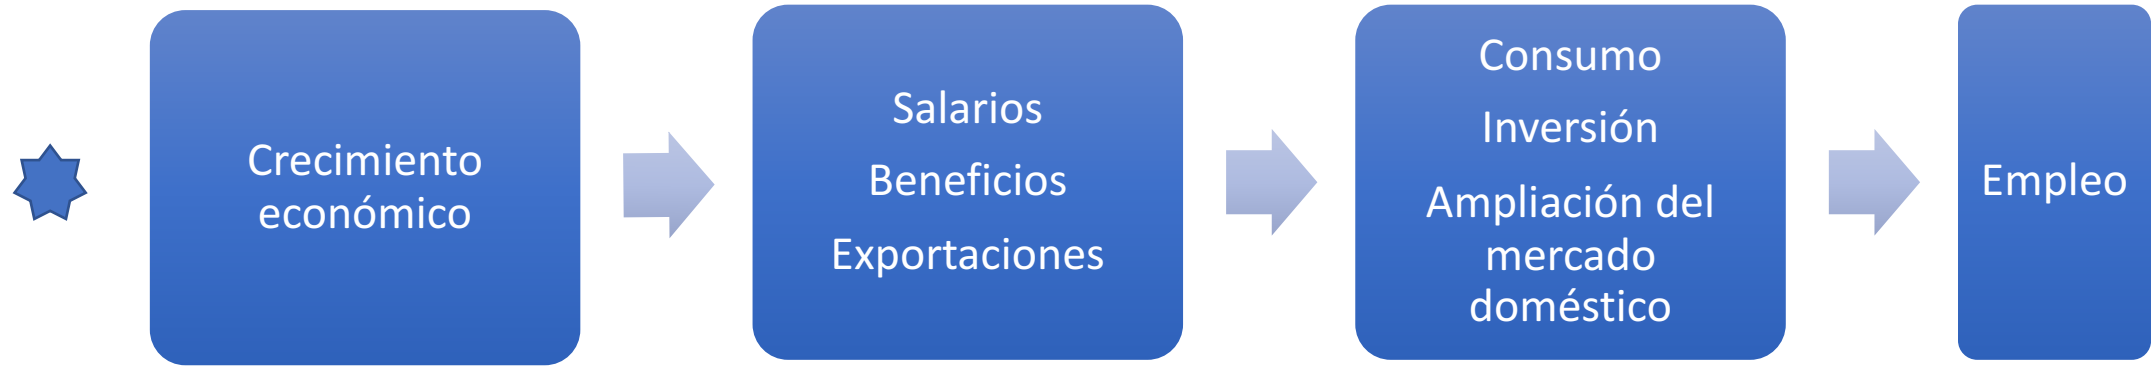 Crecimiento
económico
Salarios
Beneficios
Exportaciones
Consumo
Inversión
Ampliación del
mercado
doméstico
Empleo